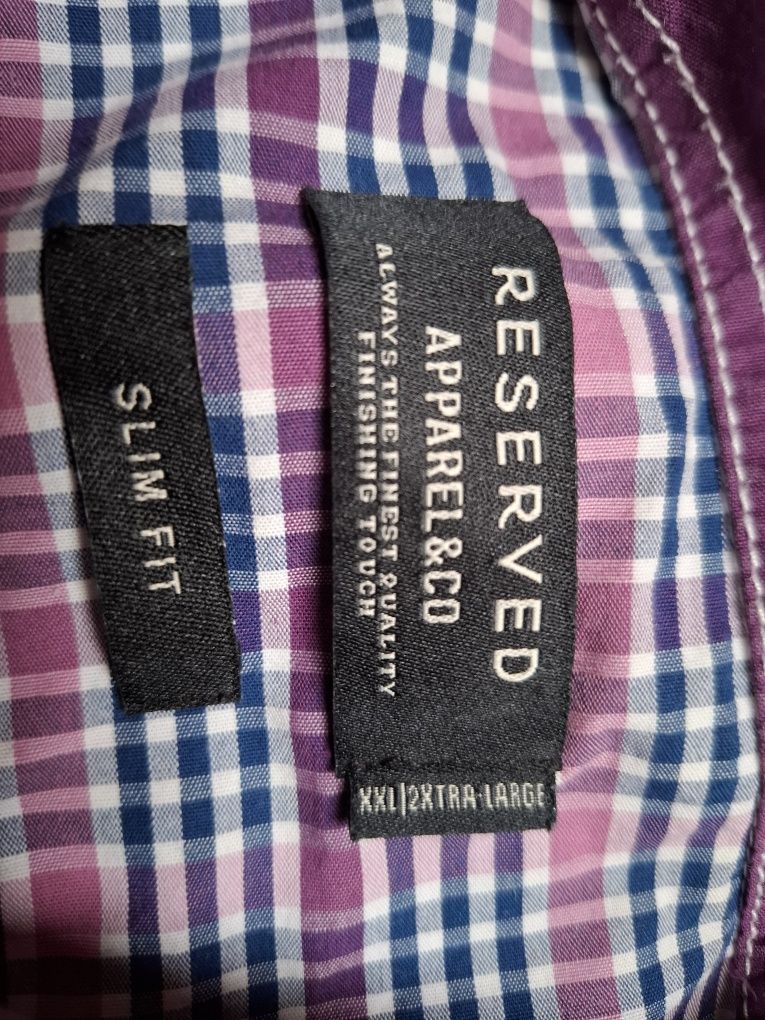 RESERVED
APPAREL&CO
ALWAYS THE FINEST QUALITY
FINISHING TOUCH
XXL|2XTRA-LARGE
SLIM FIT